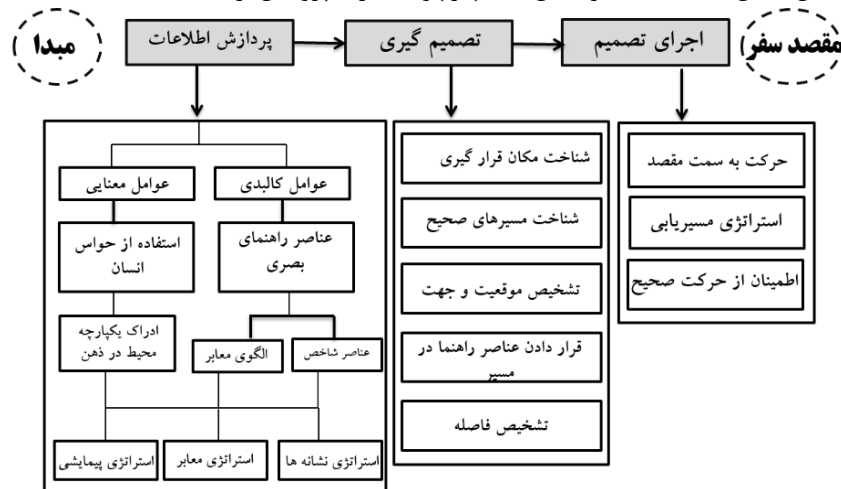 مبدا
پردازش اطلاعات
تصمیم گیری
اجرای تصمیم
مقصد سفر
عوامل معنایی
عوامل کالبدی
استفاده از حواس
انسان
عناصر راهنمای
بصری
ادراک یکپارچه
محیط در ذهن
الگوی معابر
عناصر شاخص
استراتژی پیمایشی
استراتژی معابر
استراتژی نشانه ها
شناخت مکان قرار گیری
شناخت مسیرهای صحیح
تشخیص موقعیت و جهت
قرار دادن عناصر راهنما در
مسیر
تشخیص فاصله
حرکت به سمت مقصد
استراتژی مسیریابی
اطمینان از حرکت صحیح